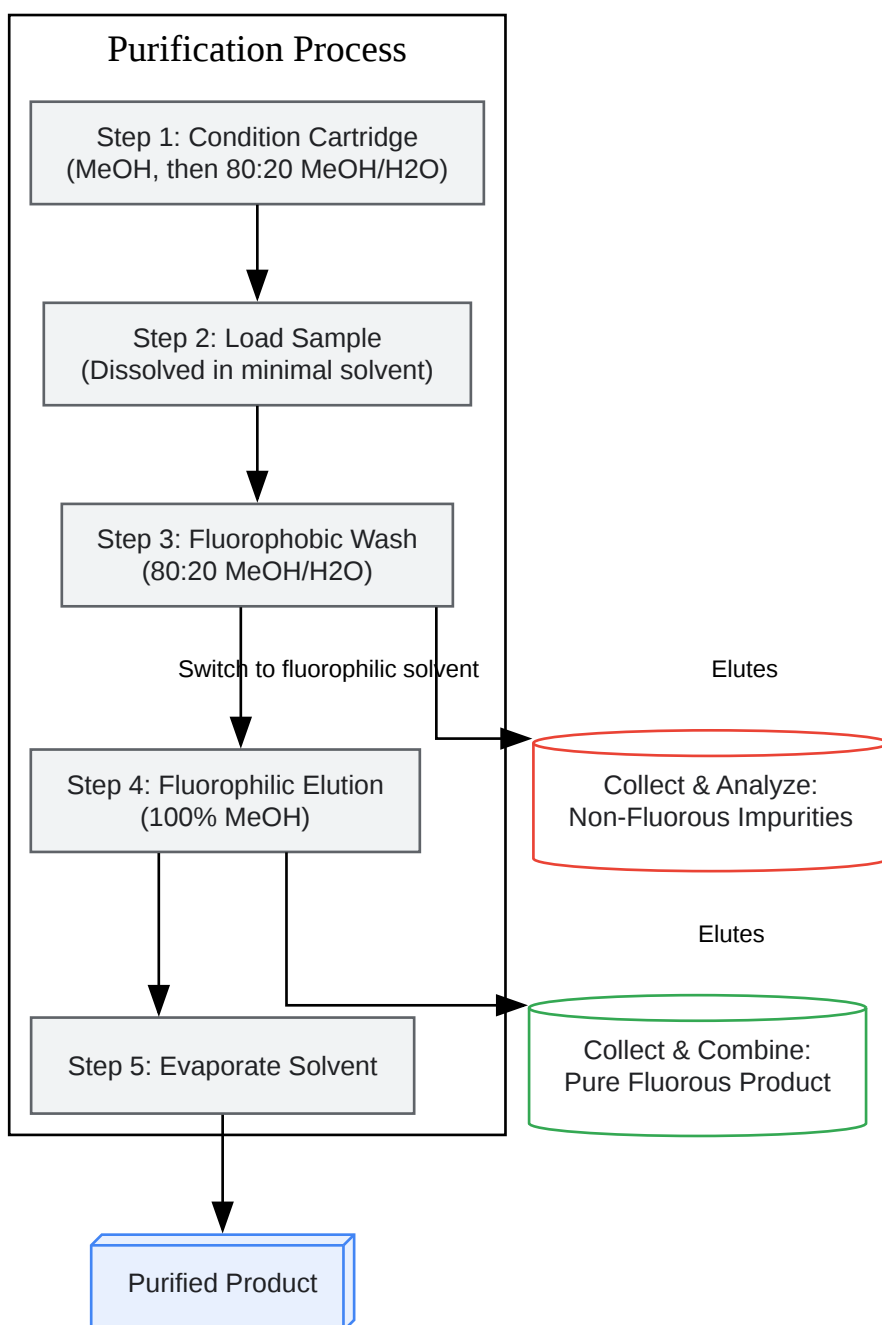 Purification Process
Step 1: Condition Cartridge
(MeOH, then 80:20 MeOH/H2O)
Step 2: Load Sample
(Dissolved in minimal solvent)
Step 3: Fluorophobic Wash
(80:20 MeOH/H2O)
Switch to fluorophilic solvent
Elutes
Step 4: Fluorophilic Elution
(100% MeOH)
Collect & Analyze:
Non-Fluorous Impurities
Elutes
Step 5: Evaporate Solvent
Collect & Combine:
Pure Fluorous Product
Purified Product